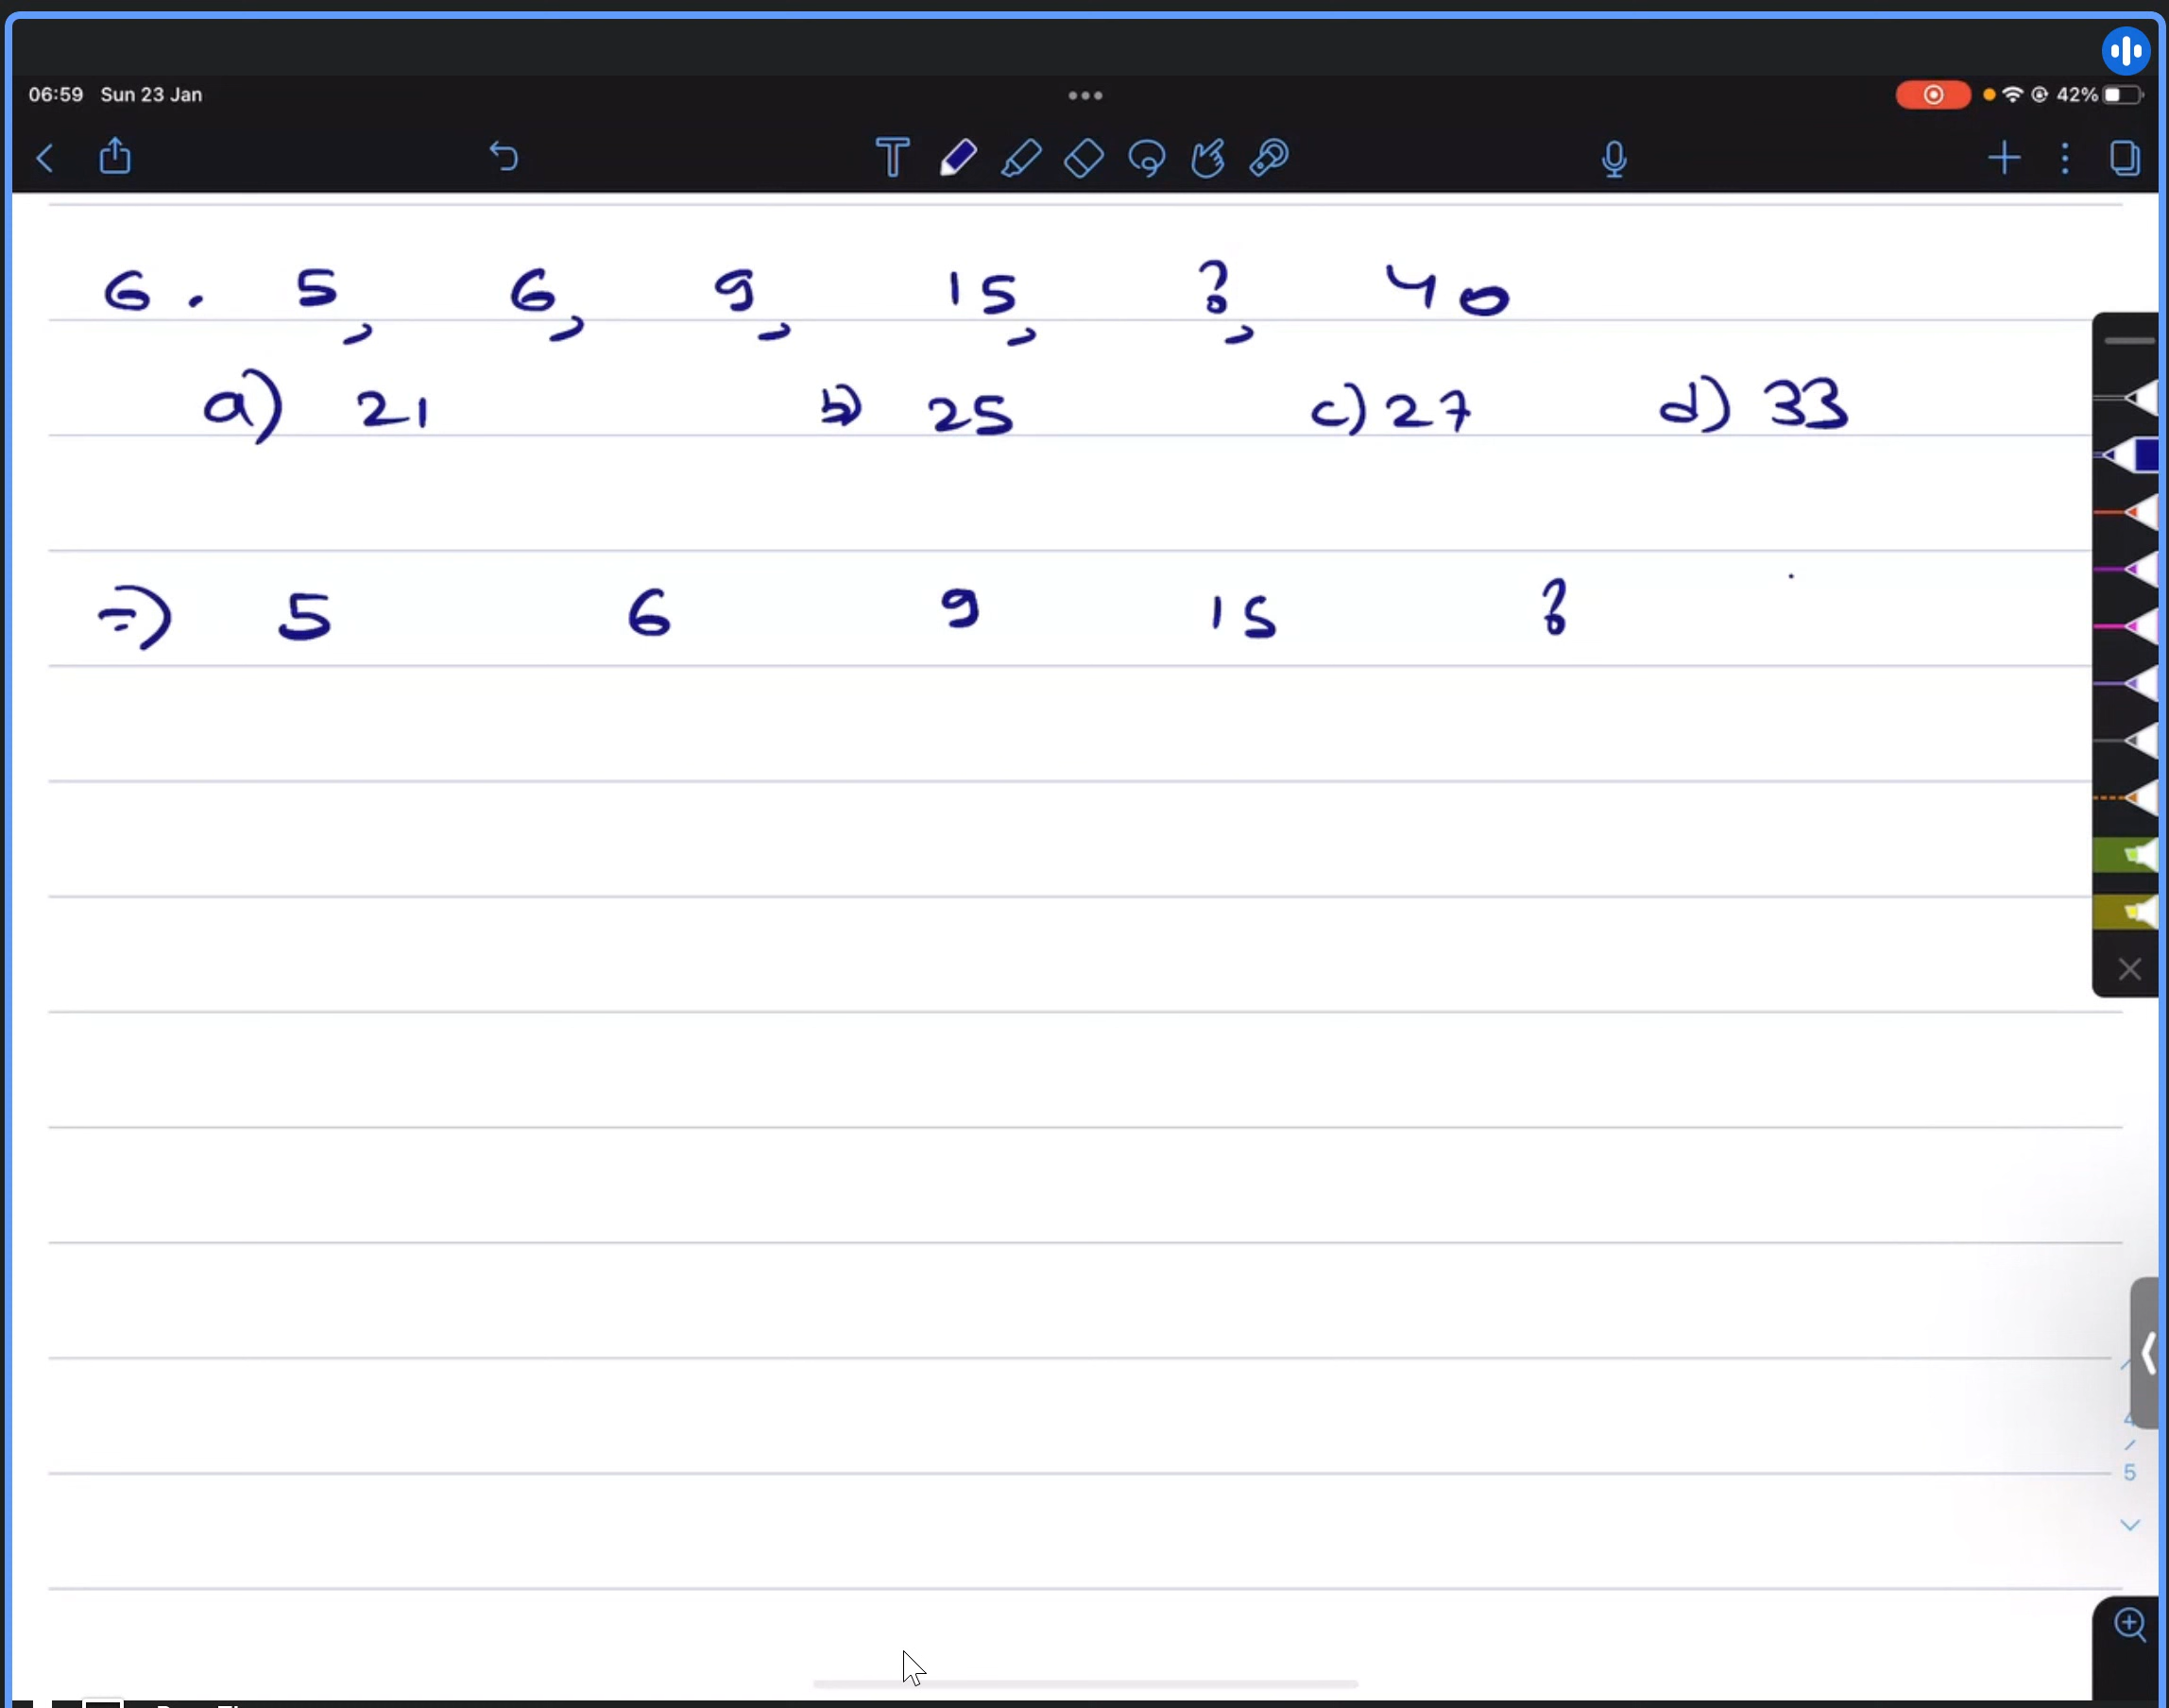 06:59 Sun 23 Jan 42%
6. 5, 6, 9, 15, ?, 40
a) 21 b) 25 c) 27 d) 33
⇒) 5 6 9 15 ?
5